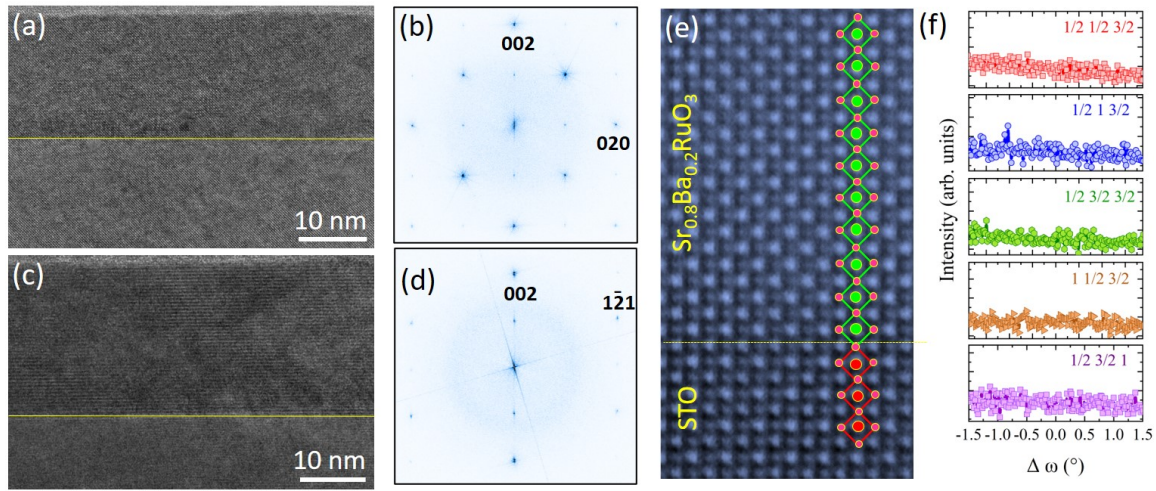 (a)
10 nm
(b)
002
020
(c)
10 nm
(d)
002
12̄1
(e)
Sr0.8Ba0.2RuO3
STO
(f)
Intensity (arb. units)
1/2 1/2 3/2
1/2 1 3/2
1/2 3/2 3/2
1 1/2 3/2
1/2 3/2 1
-1.5 -1.0 -0.5 0.0 0.5 1.0 1.5
Δ ω (°)